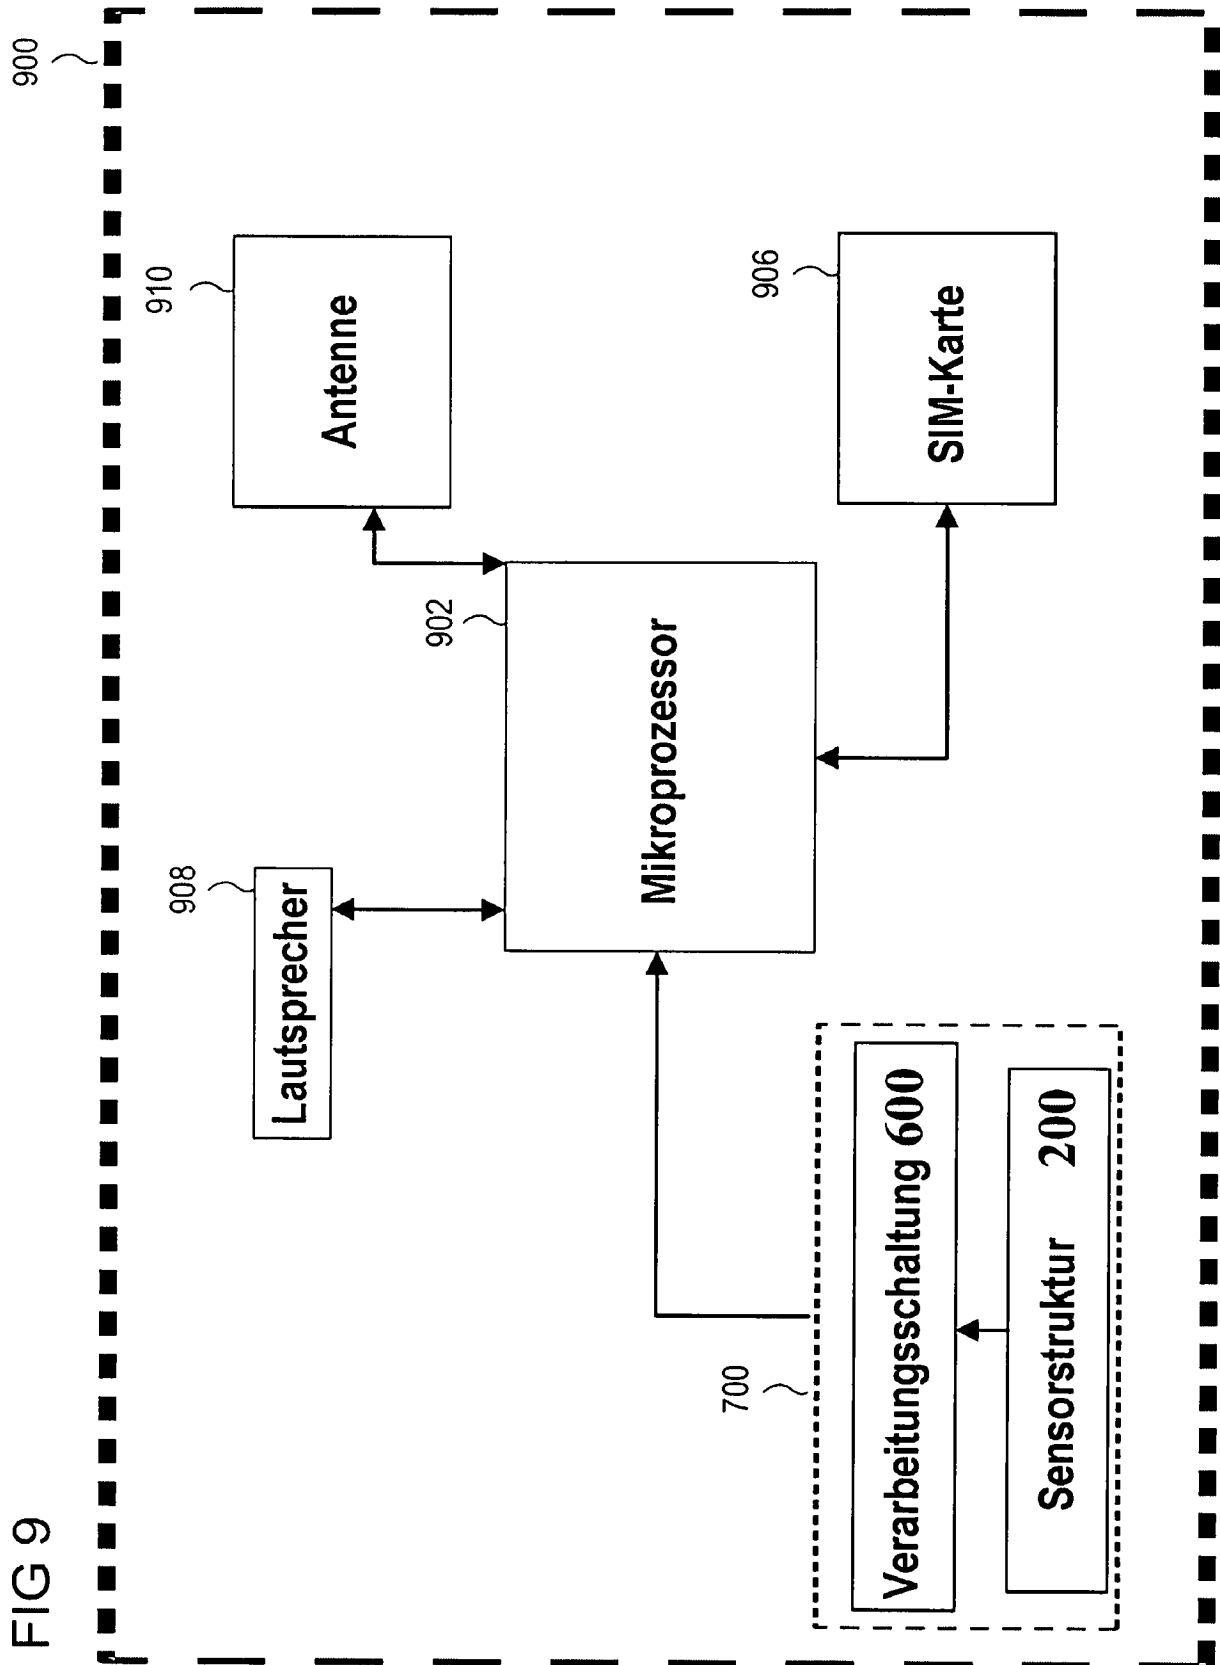 FIG 9
900
910
Antenne
908
Lautsprecher
902
Mikroprozessor
906
SIM-Karte
700
Verarbeitungsschaltung 600
Sensorstruktur 200